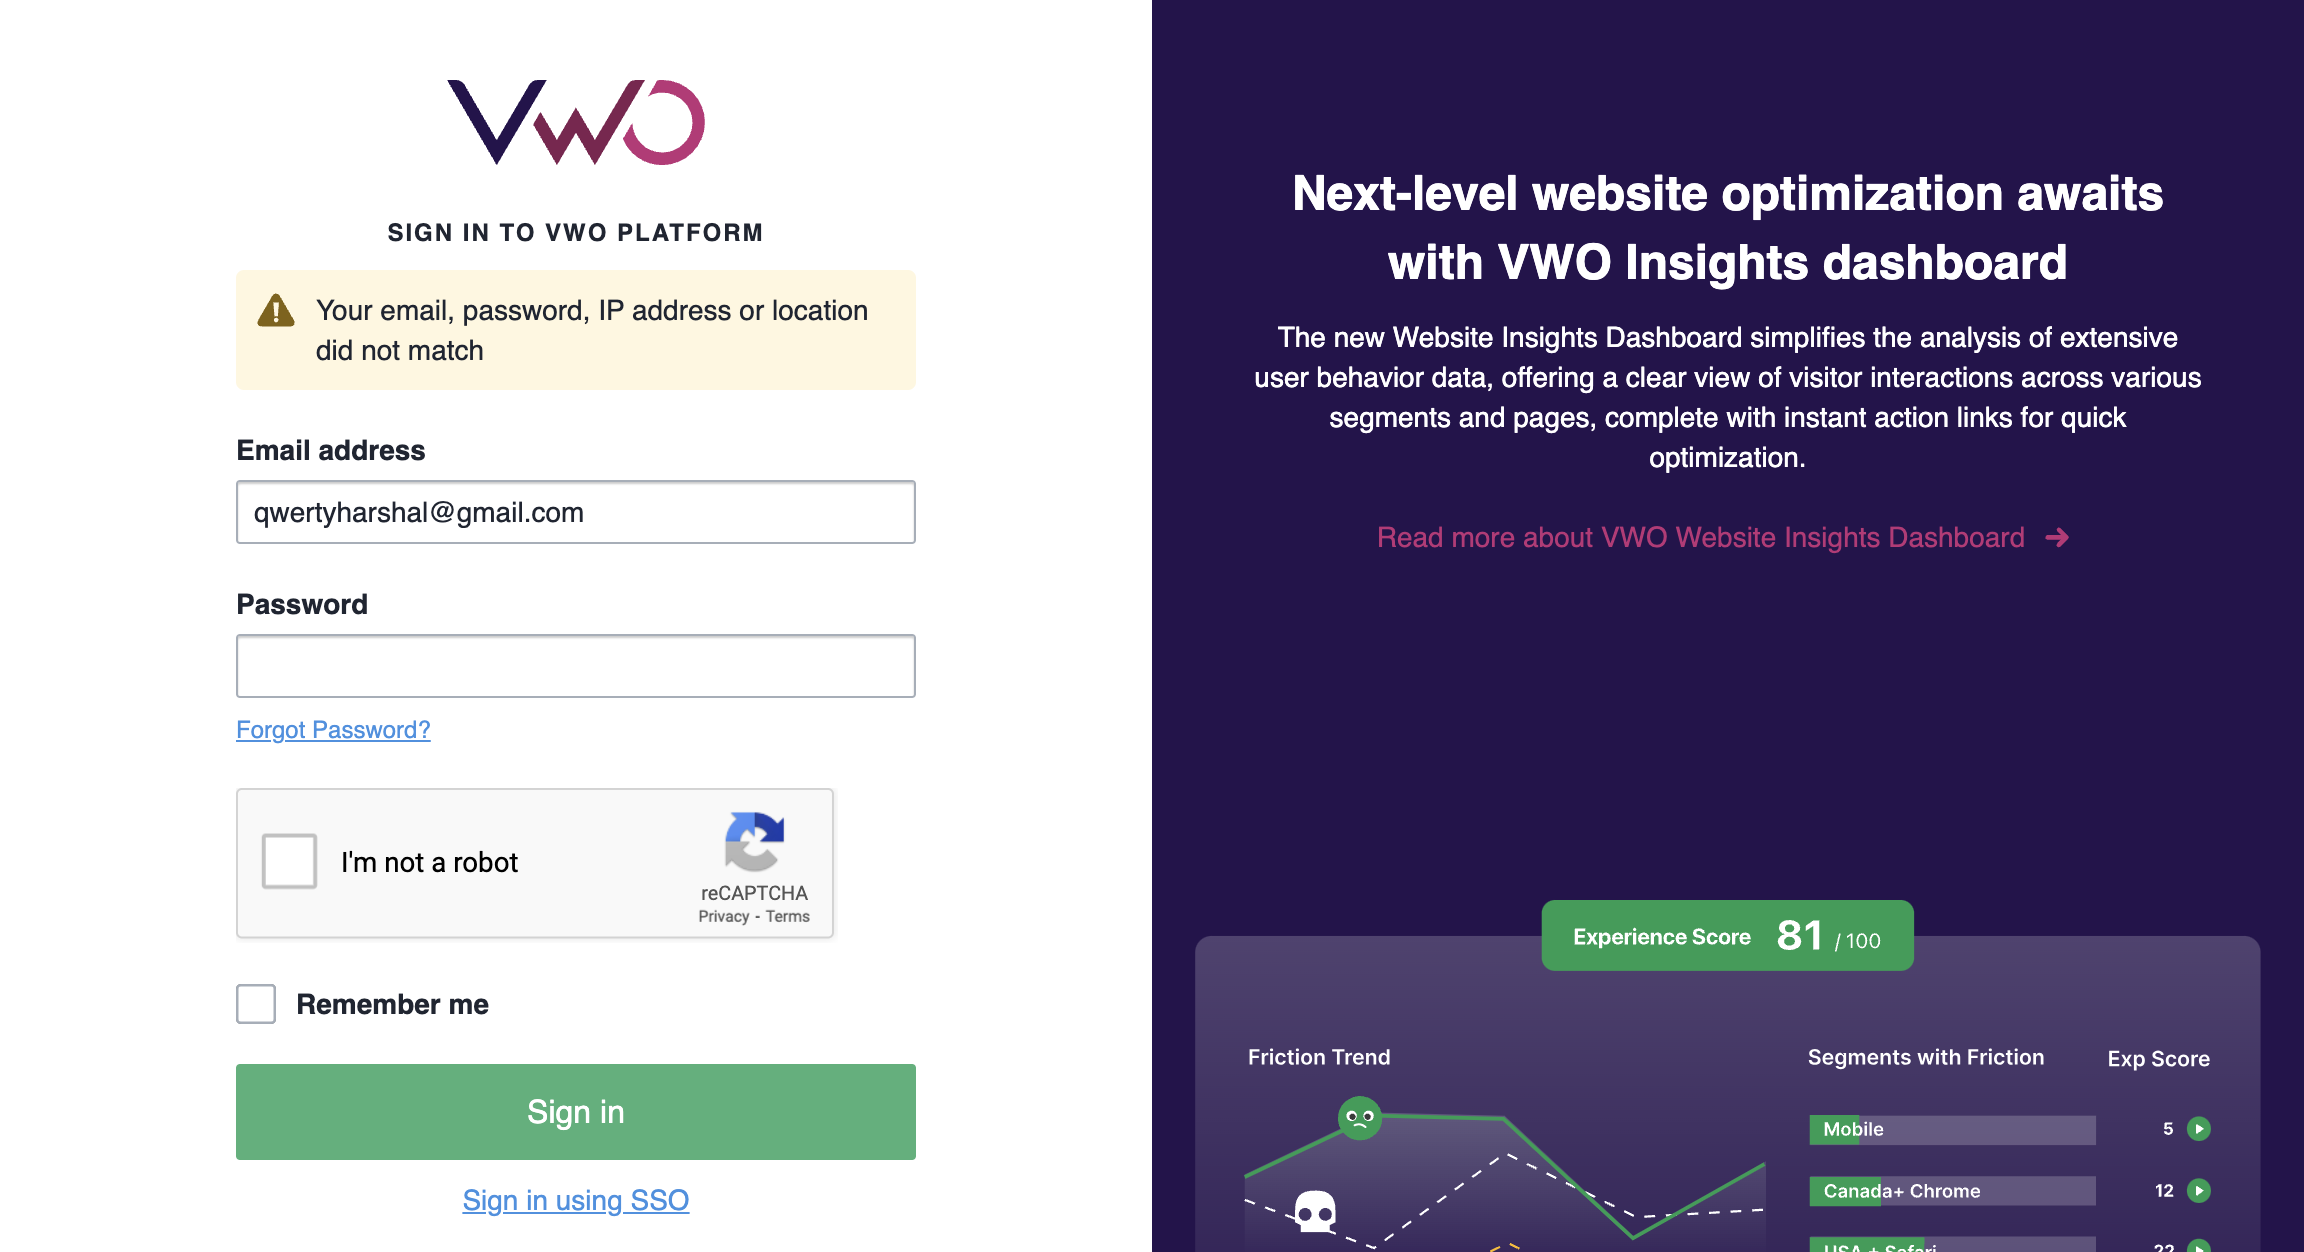 VWO
SIGN IN TO VWO PLATFORM
Your email, password, IP address or location
did not match
Email address
qwertyharshal@gmail.com
Password
Forgot Password?
I'm not a robot
reCAPTCHA
Privacy - Terms
Remember me
Sign in
Sign in using SSO
Next-level website optimization awaits
with VWO Insights dashboard
The new Website Insights Dashboard simplifies the analysis of extensive
user behavior data, offering a clear view of visitor interactions across various
segments and pages, complete with instant action links for quick
optimization.
Read more about VWO Website Insights Dashboard
Experience Score 81 / 100
Friction Trend
Segments with Friction Exp Score
Mobile 5
Canada+ Chrome 12
USA + Safari 22